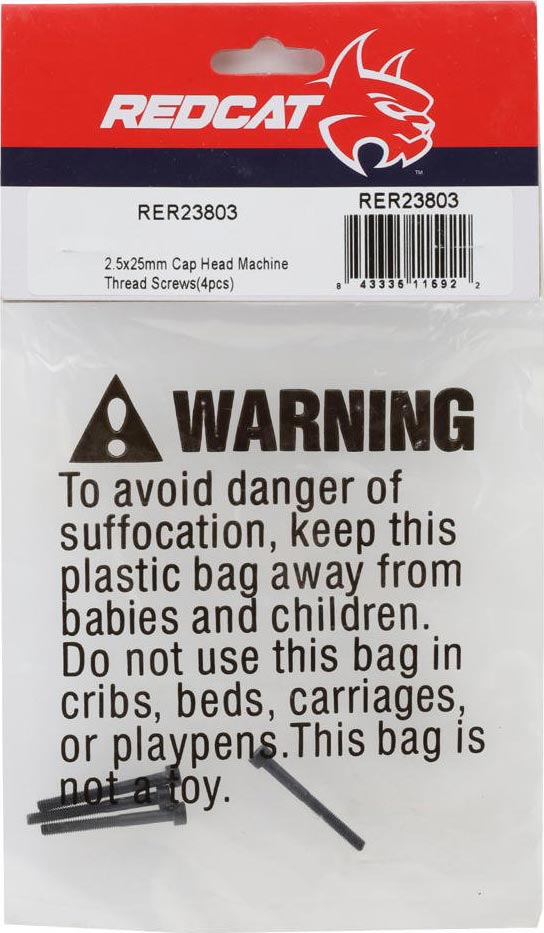 REDCAT
TM
RER23803
RER23803
2.5x25mm Cap Head Machine
Thread Screws(4pcs)
8 43335 11592 2
WARNING
To avoid danger of
suffocation, keep this
plastic bag away from
babies and children.
Do not use this bag in
cribs, beds, carriages,
or playpens.This bag is
not a toy.